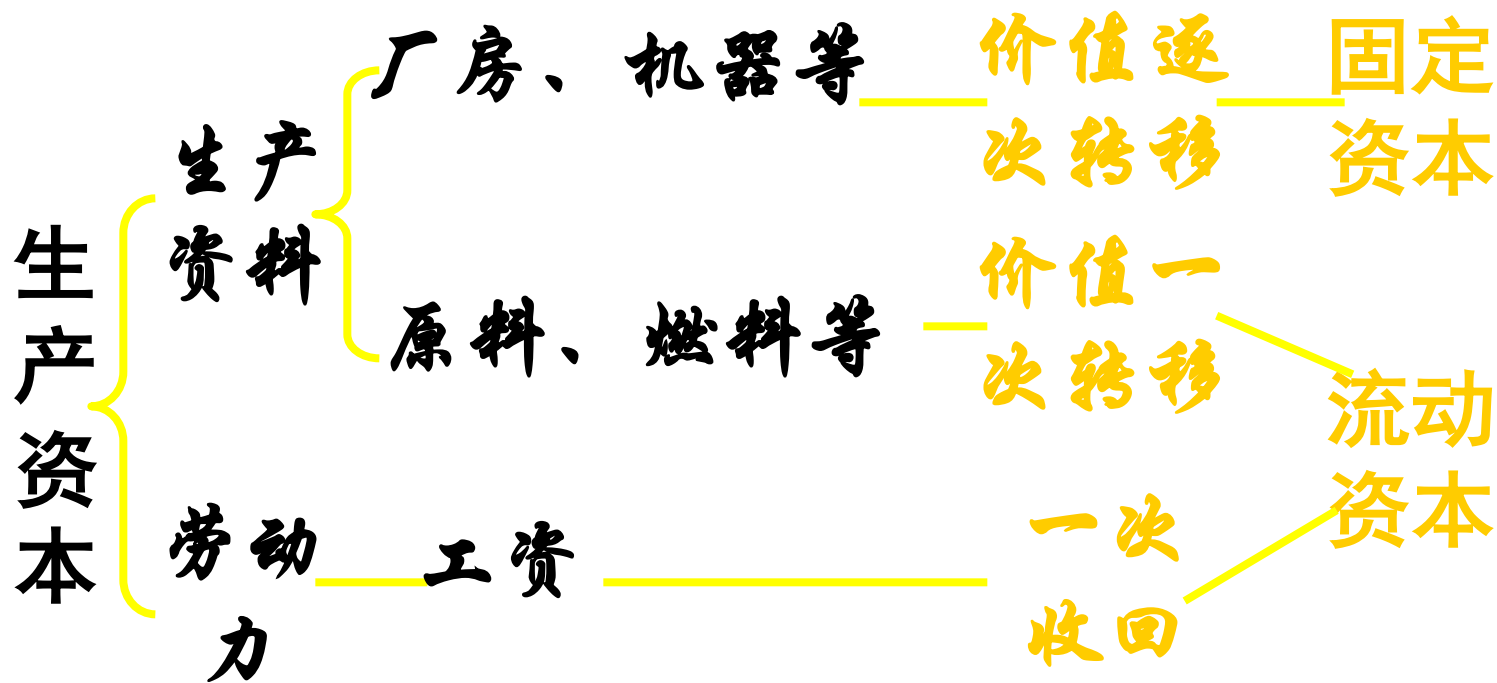 生
产
资
本
生产
资料
劳动
力
厂房、机器等
原料、燃料等
工资
价值逐
次转移
价值一
次转移
一次
收回
固定
资本
流动
资本